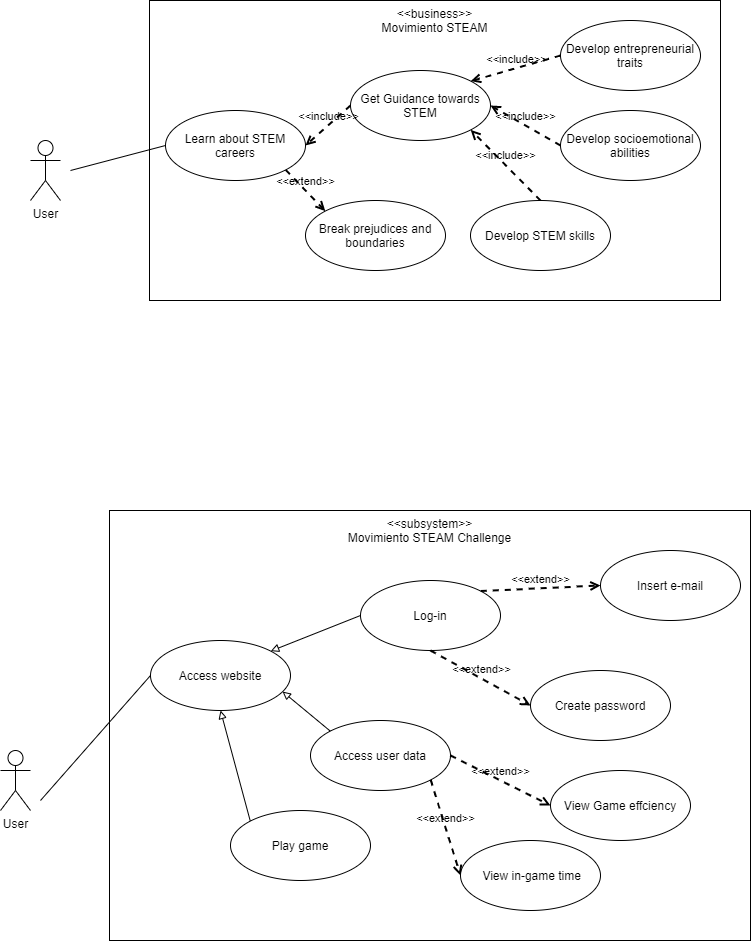 <<business>>
Movimiento STEAM
Develop entrepreneurial
traits
<<include>>
Get Guidance towards
STEM
<<include>>
<<include>>
Learn about STEM
careers
Develop socioemotional
abilities
<<include>>
<<extend>>
User
Break prejudices and
boundaries
Develop STEM skills
<<subsystem>>
Movimiento STEAM Challenge
<<extend>>
Insert e-mail
Log-in
<<extend>>
Access website
Create password
Access user data
<<extend>>
View Game effciency
<<extend>>
User
Play game
View in-game time